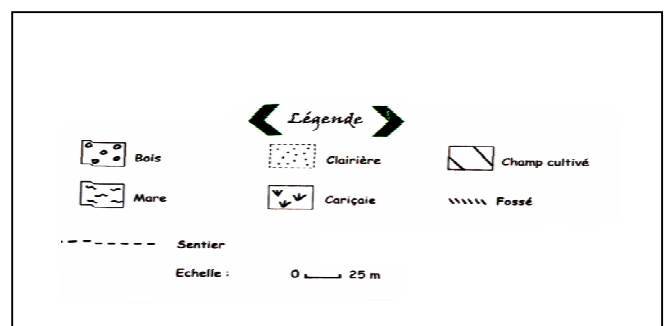 Légende
Bois Clairière Champ cultivé
Mare Cariçaie Fossé
Sentier
Echelle : 0 25 m